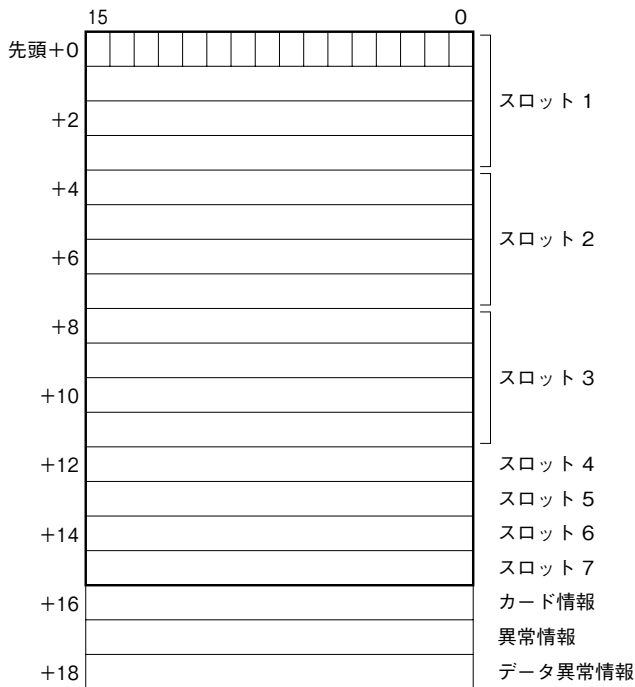 15 0
先頭+0
スロット 1
+2
+4
スロット 2
+6
+8
スロット 3
+10
+12 スロット 4
スロット 5
+14 スロット 6
スロット 7
+16 カード情報
異常情報
+18 データ異常情報